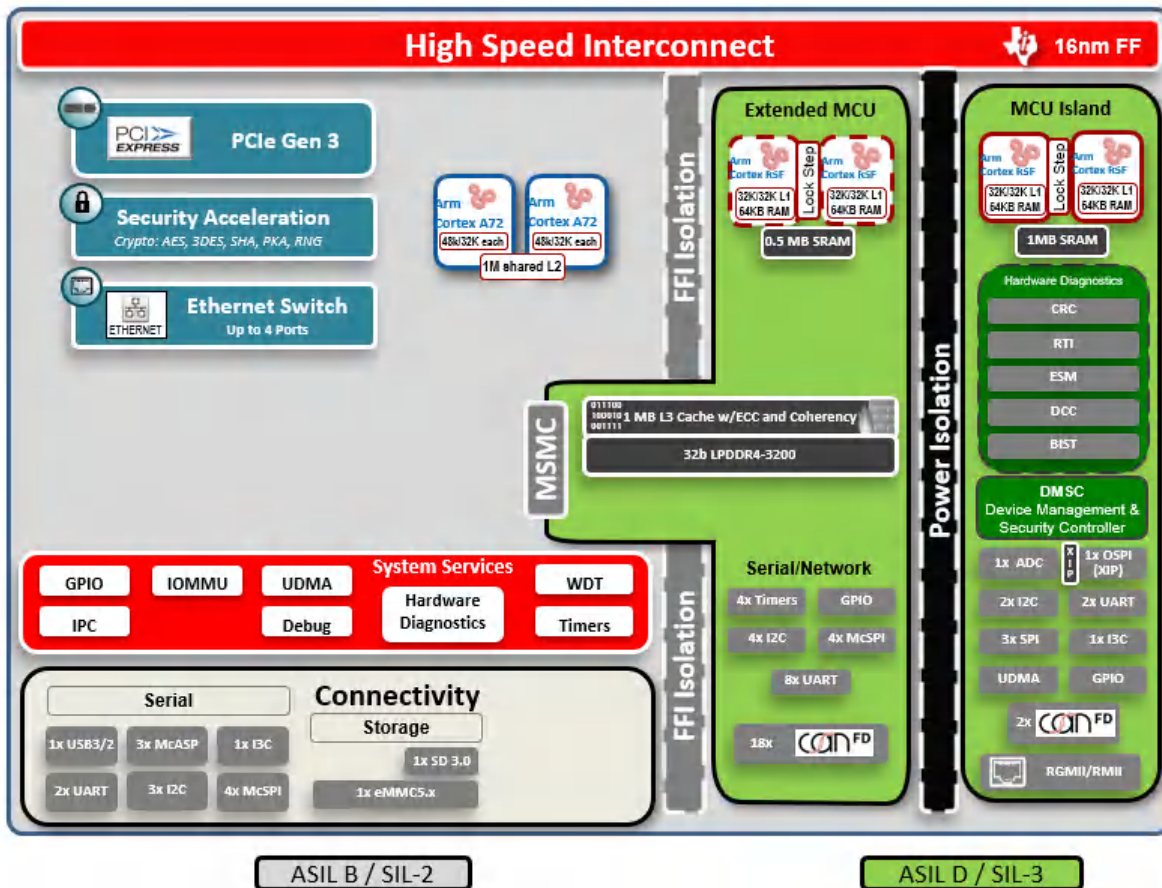 High Speed Interconnect
16nm FF
PCI
EXPRESS
PCIe Gen 3
Security Acceleration
Crypto: AES, 3DES, SHA, PKA, RNG
ETHERNET
Ethernet Switch
Up to 4 Ports
Arm
Cortex A72
48k/32K each
Arm
Cortex A72
48k/32K each
1M shared L2
FFI Isolation
Extended MCU
Arm
Cortex R5F
32K/32K L1
64KB RAM
Lock Step
Arm
Cortex R5F
32K/32K L1
64KB RAM
0.5 MB SRAM
Power Isolation
MCU Island
Arm
Cortex R5F
32K/32K L1
64KB RAM
Lock Step
Arm
Cortex R5F
32K/32K L1
64KB RAM
1MB SRAM
Hardware Diagnostics
CRC
RTI
ESM
DCC
BIST
MSMC
011100
100010
001111
1 MB L3 Cache w/ECC and Coherency
32b LPDDR4-3200
DMSC
Device Management &
Security Controller
1x ADC
XIP
1x OSPI
(XIP)
2x I2C
2x UART
3x SPI
1x I3C
UDMA
GPIO
2x CAN FD
RGMII/RMII
System Services
GPIO
IOMMU
UDMA
WDT
IPC
Debug
Hardware
Diagnostics
Timers
FFI Isolation
Serial/Network
4x Timers
GPIO
4x I2C
4x McSPI
8x UART
18x CAN FD
Connectivity
Serial
Storage
1x USB3/2
3x McASP
1x I3C
1x SD 3.0
2x UART
3x I2C
4x McSPI
1x eMMC5.x
ASIL B / SIL-2
ASIL D / SIL-3